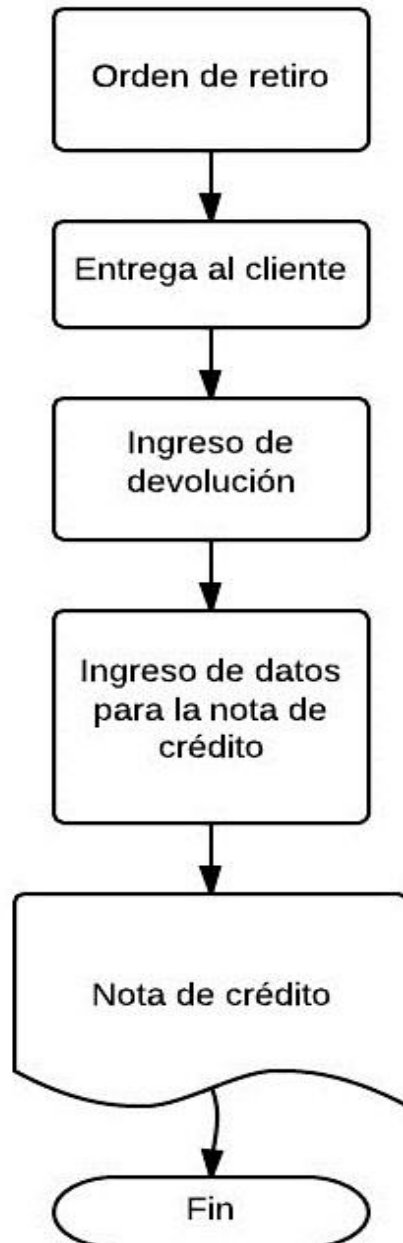 Orden de retiro
Entrega al cliente
Ingreso de
devolución
Ingreso de datos
para la nota de
crédito
Nota de crédito
Fin